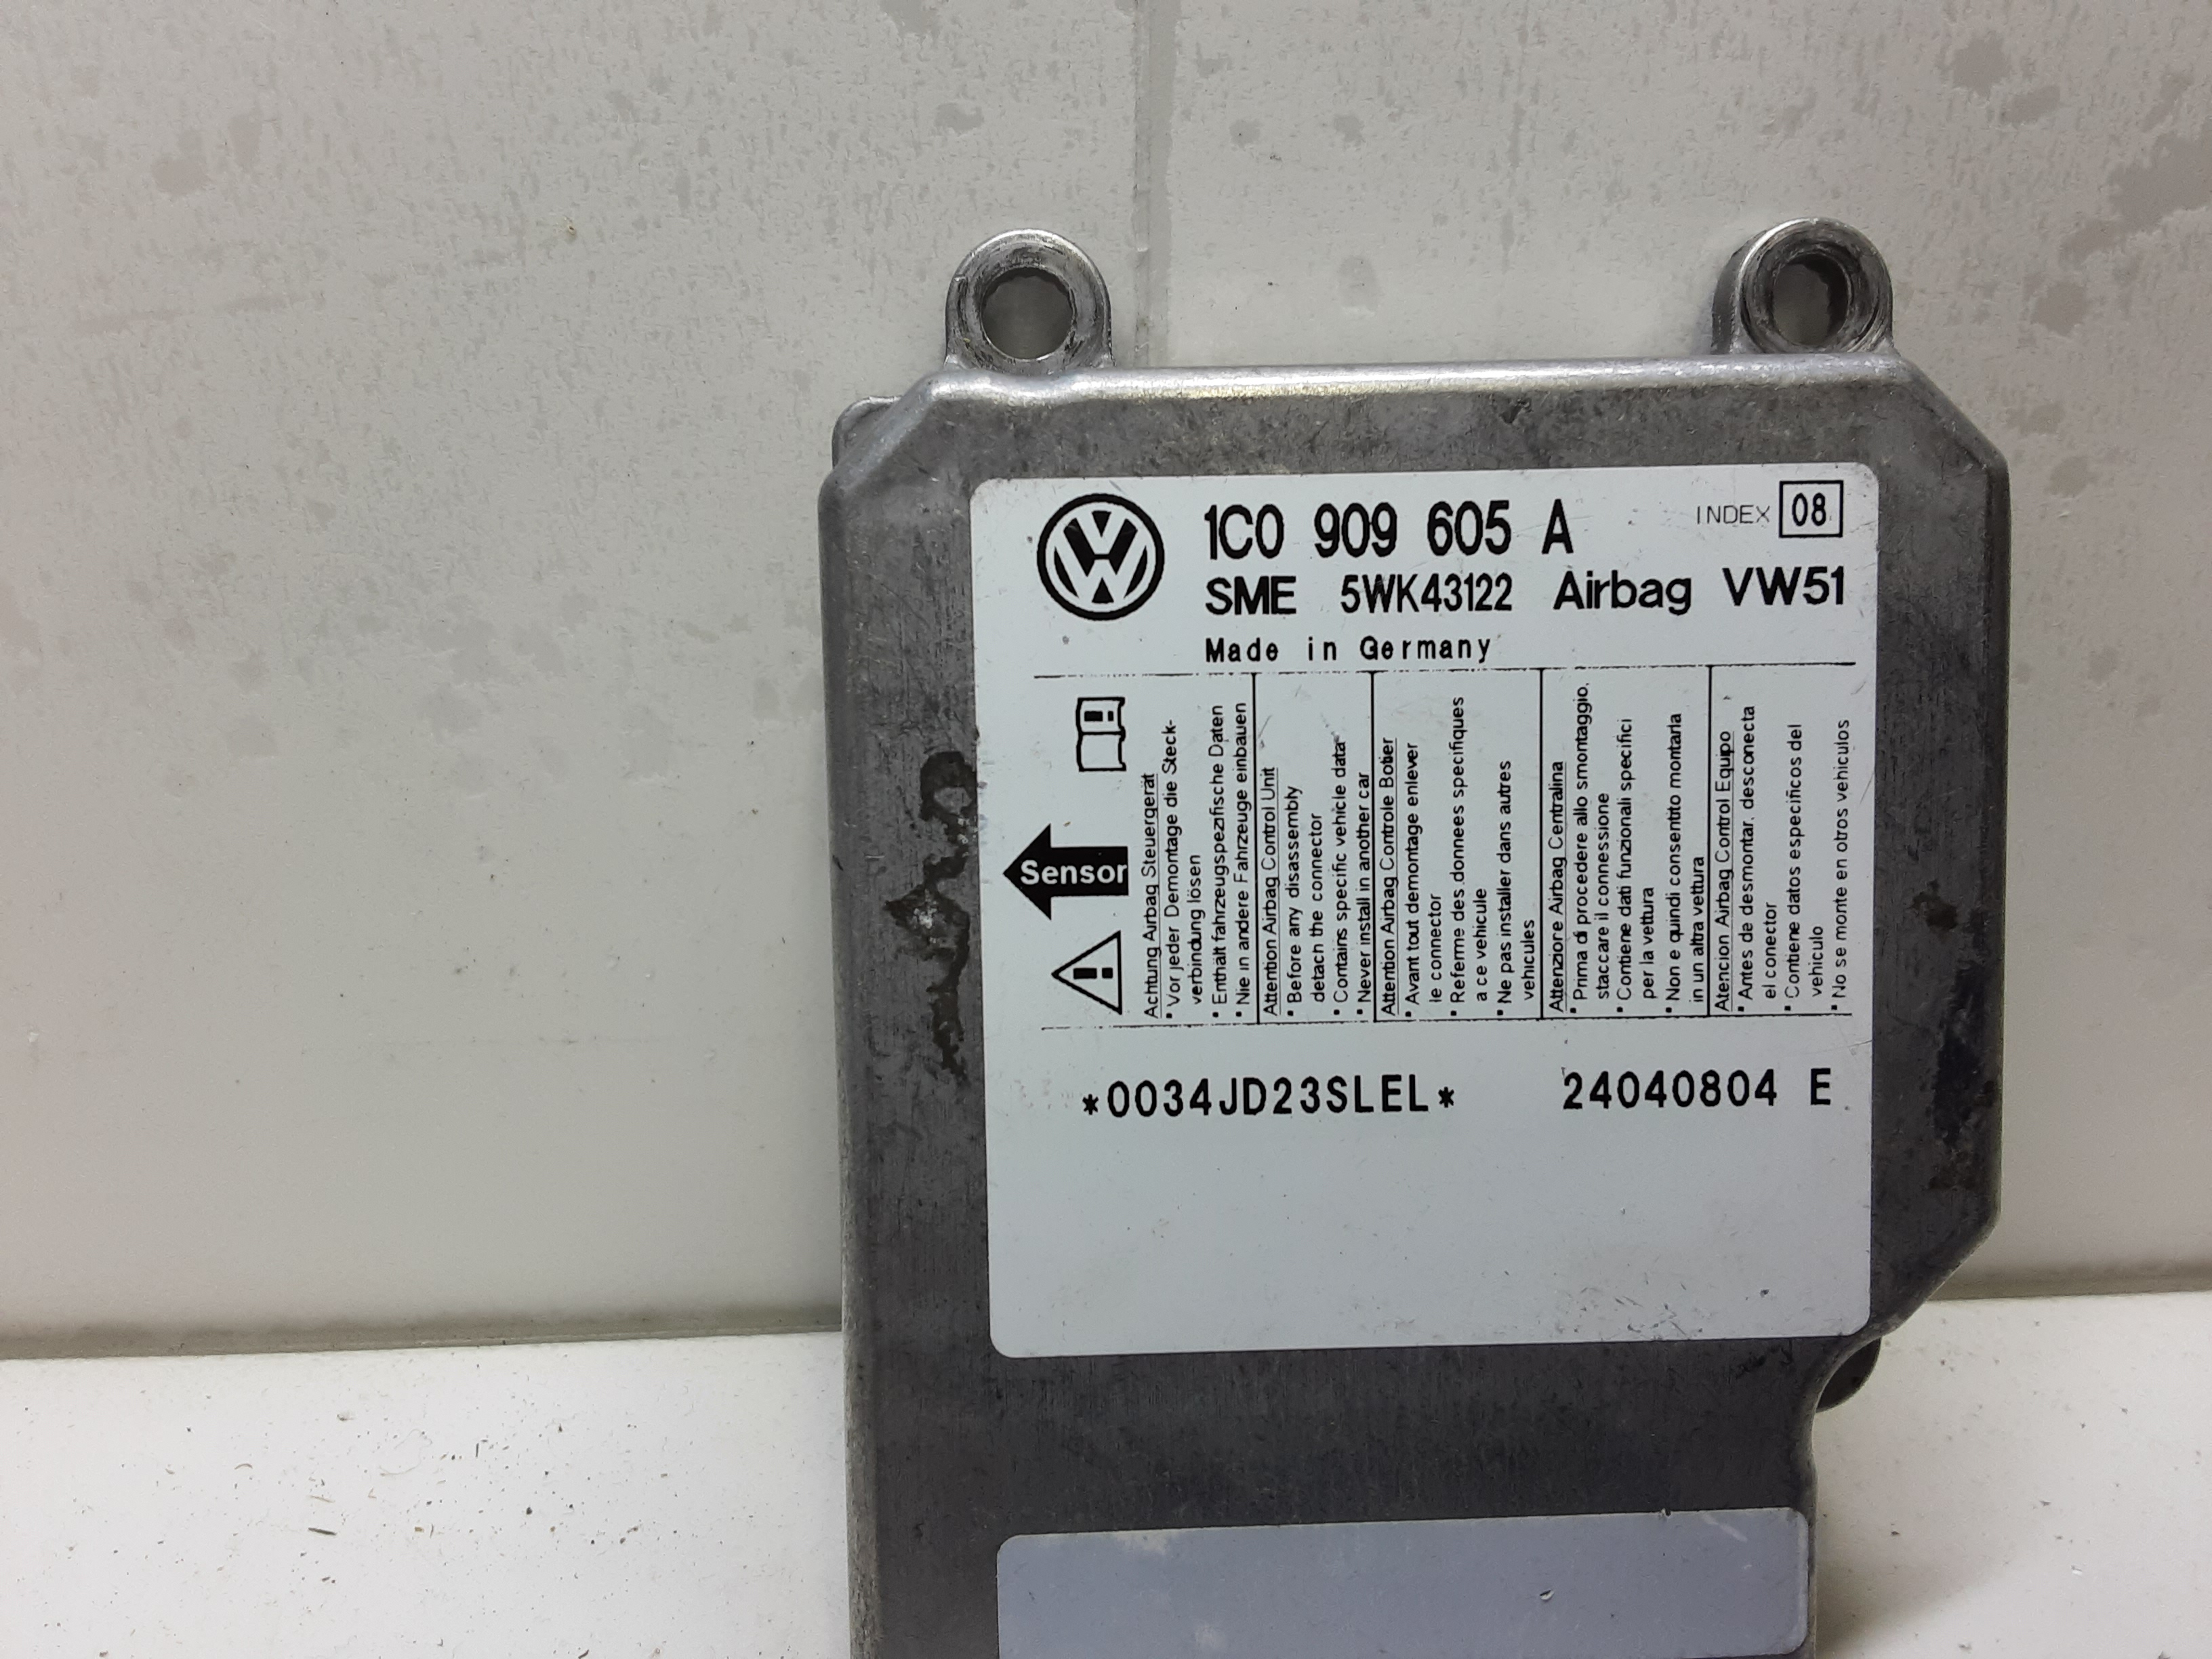 1C0 909 605 A
INDEX 08
SME 5WK43122 Airbag VW51
Made in Germany
Sensor
Achtung Airbag Steuergerät
• Vor jeder Demontage die Steck-
verbindung lösen
• Enthält fahrzeugspezifische Daten
• Nie in andere Fahrzeuge einbauen
Attention Airbag Control Unit
• Before any disassembly
detach the connector
• Contains specific vehicle data
• Never install in another car
Attention Airbag Controle Botier
• Avant tout demontage enlever
le connector
• Referme des donnees specifiques
a ce vehicule
• Ne pas installer dans autres
vehicules
Attenzione Airbag Centralina
• Prima di procedere allo smontaggio,
staccare il connessione
• Contiene dati funzionali specifici
per la vettura
• Non e quindi consentito montarla
in un altra vettura
Atencion Airbag Control Equipo
• Antes de desmontar, desconecta
el conector
• Contiene datos especificos del
vehiculo
• No se monte en otros vehiculos
*0034JD23SLEL* 24040804 E